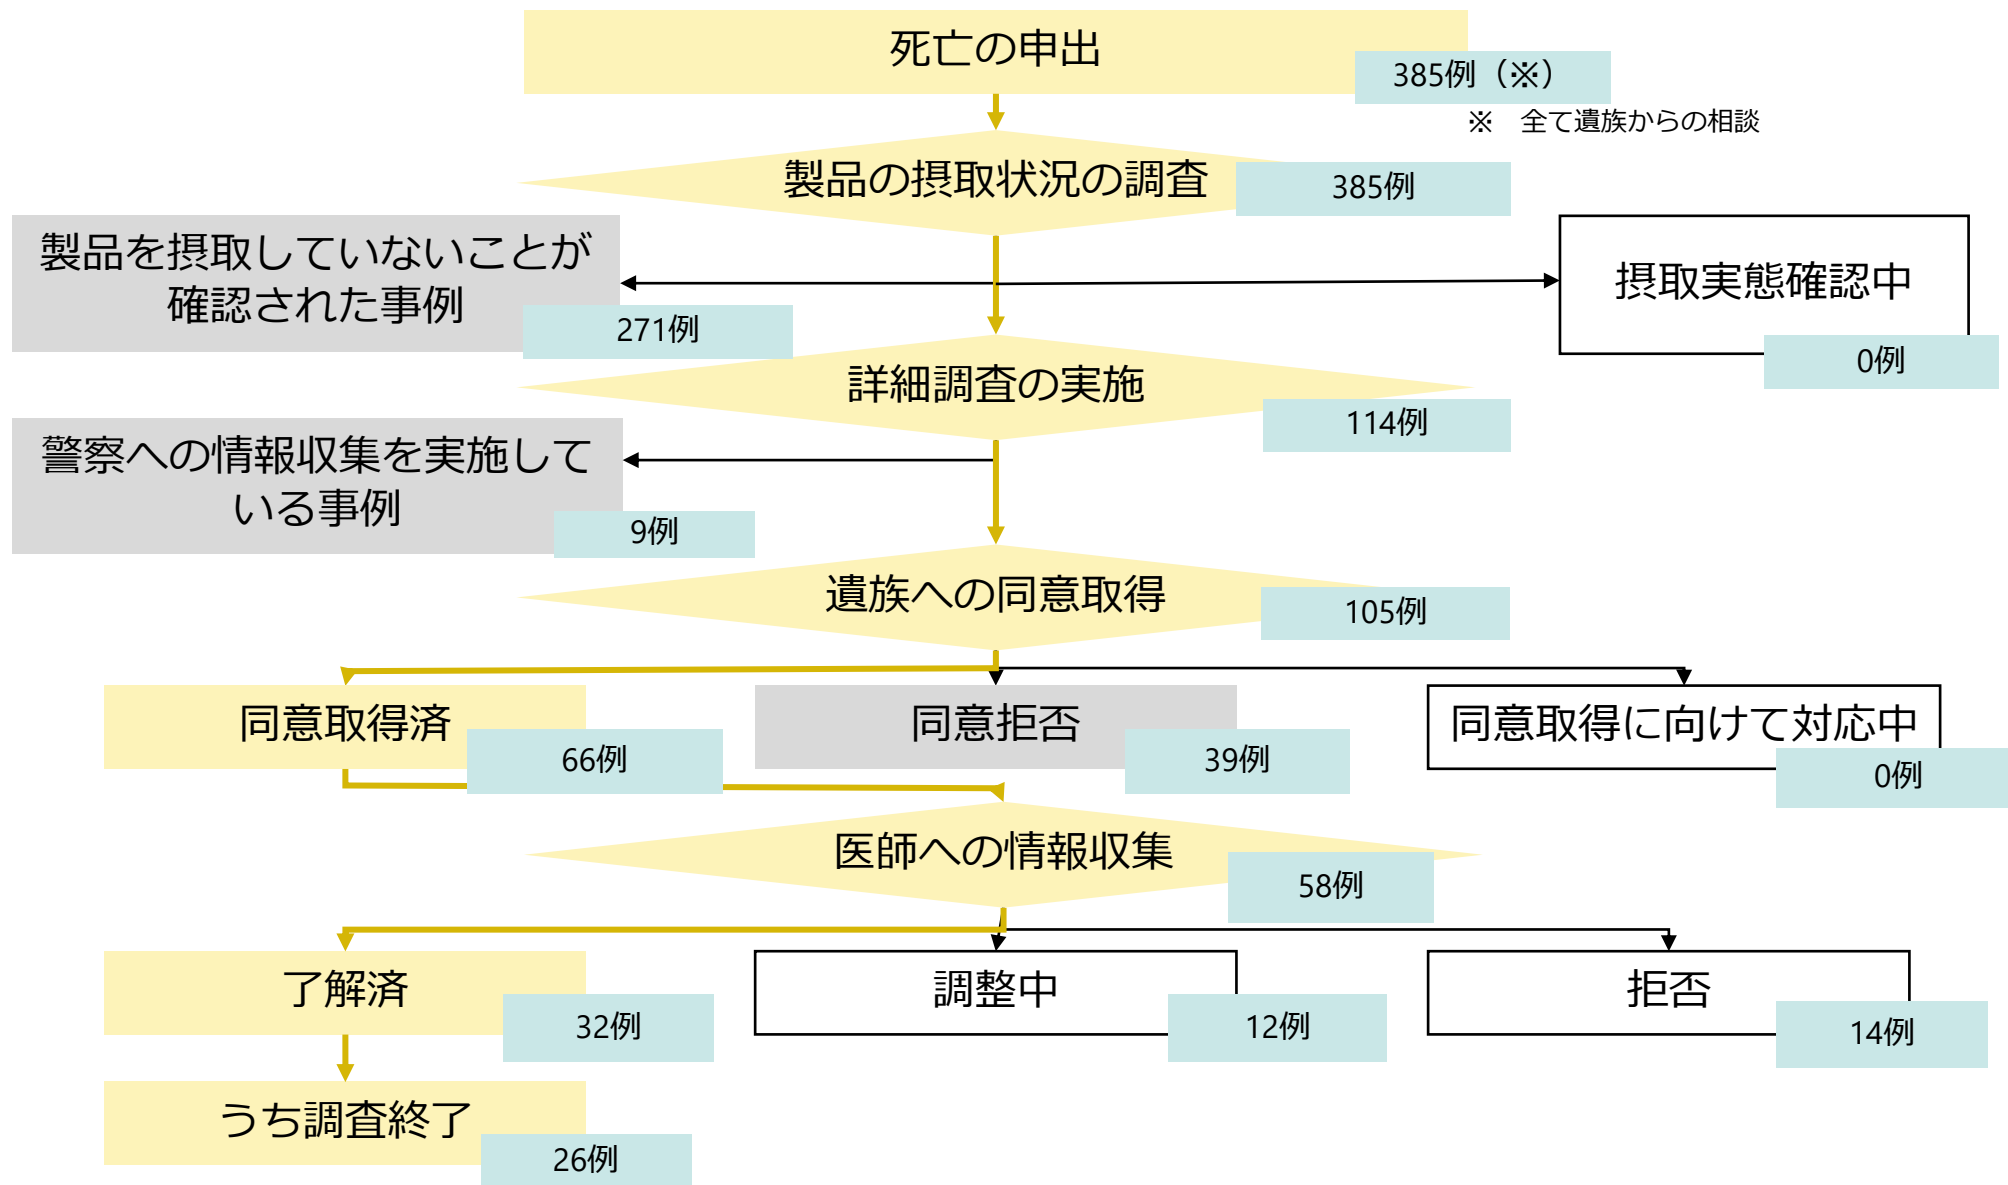 死亡の申出
385例（※）
※　全て遺族からの相談
製品の摂取状況の調査
385例
製品を摂取していないことが
確認された事例
271例
摂取実態確認中
0例
詳細調査の実施
114例
警察への情報収集を実施して
いる事例
9例
遺族への同意取得
105例
同意取得済
66例
同意拒否
39例
同意取得に向けて対応中
0例
医師への情報収集
58例
了解済
32例
調整中
12例
拒否
14例
うち調査終了
26例